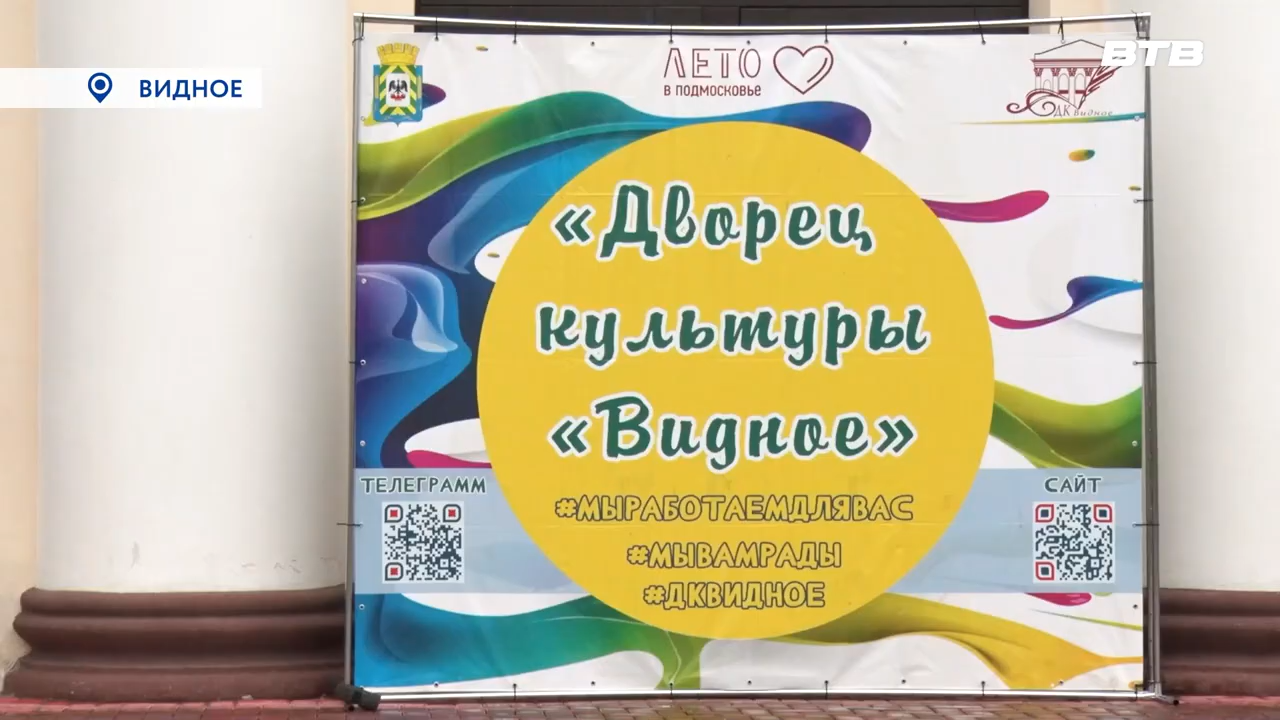 ВИДНОЕ
ЛЕТО
В ПОДМОСКОВЬЕ
ДК Видное
ВТВ
«Дворец
культуры
«Видное»
ТЕЛЕГРАММ
САЙТ
#МЫРАБОТАЕМДЛЯВАС
#МЫВАМРАДЫ
#ДКВИДНОЕ